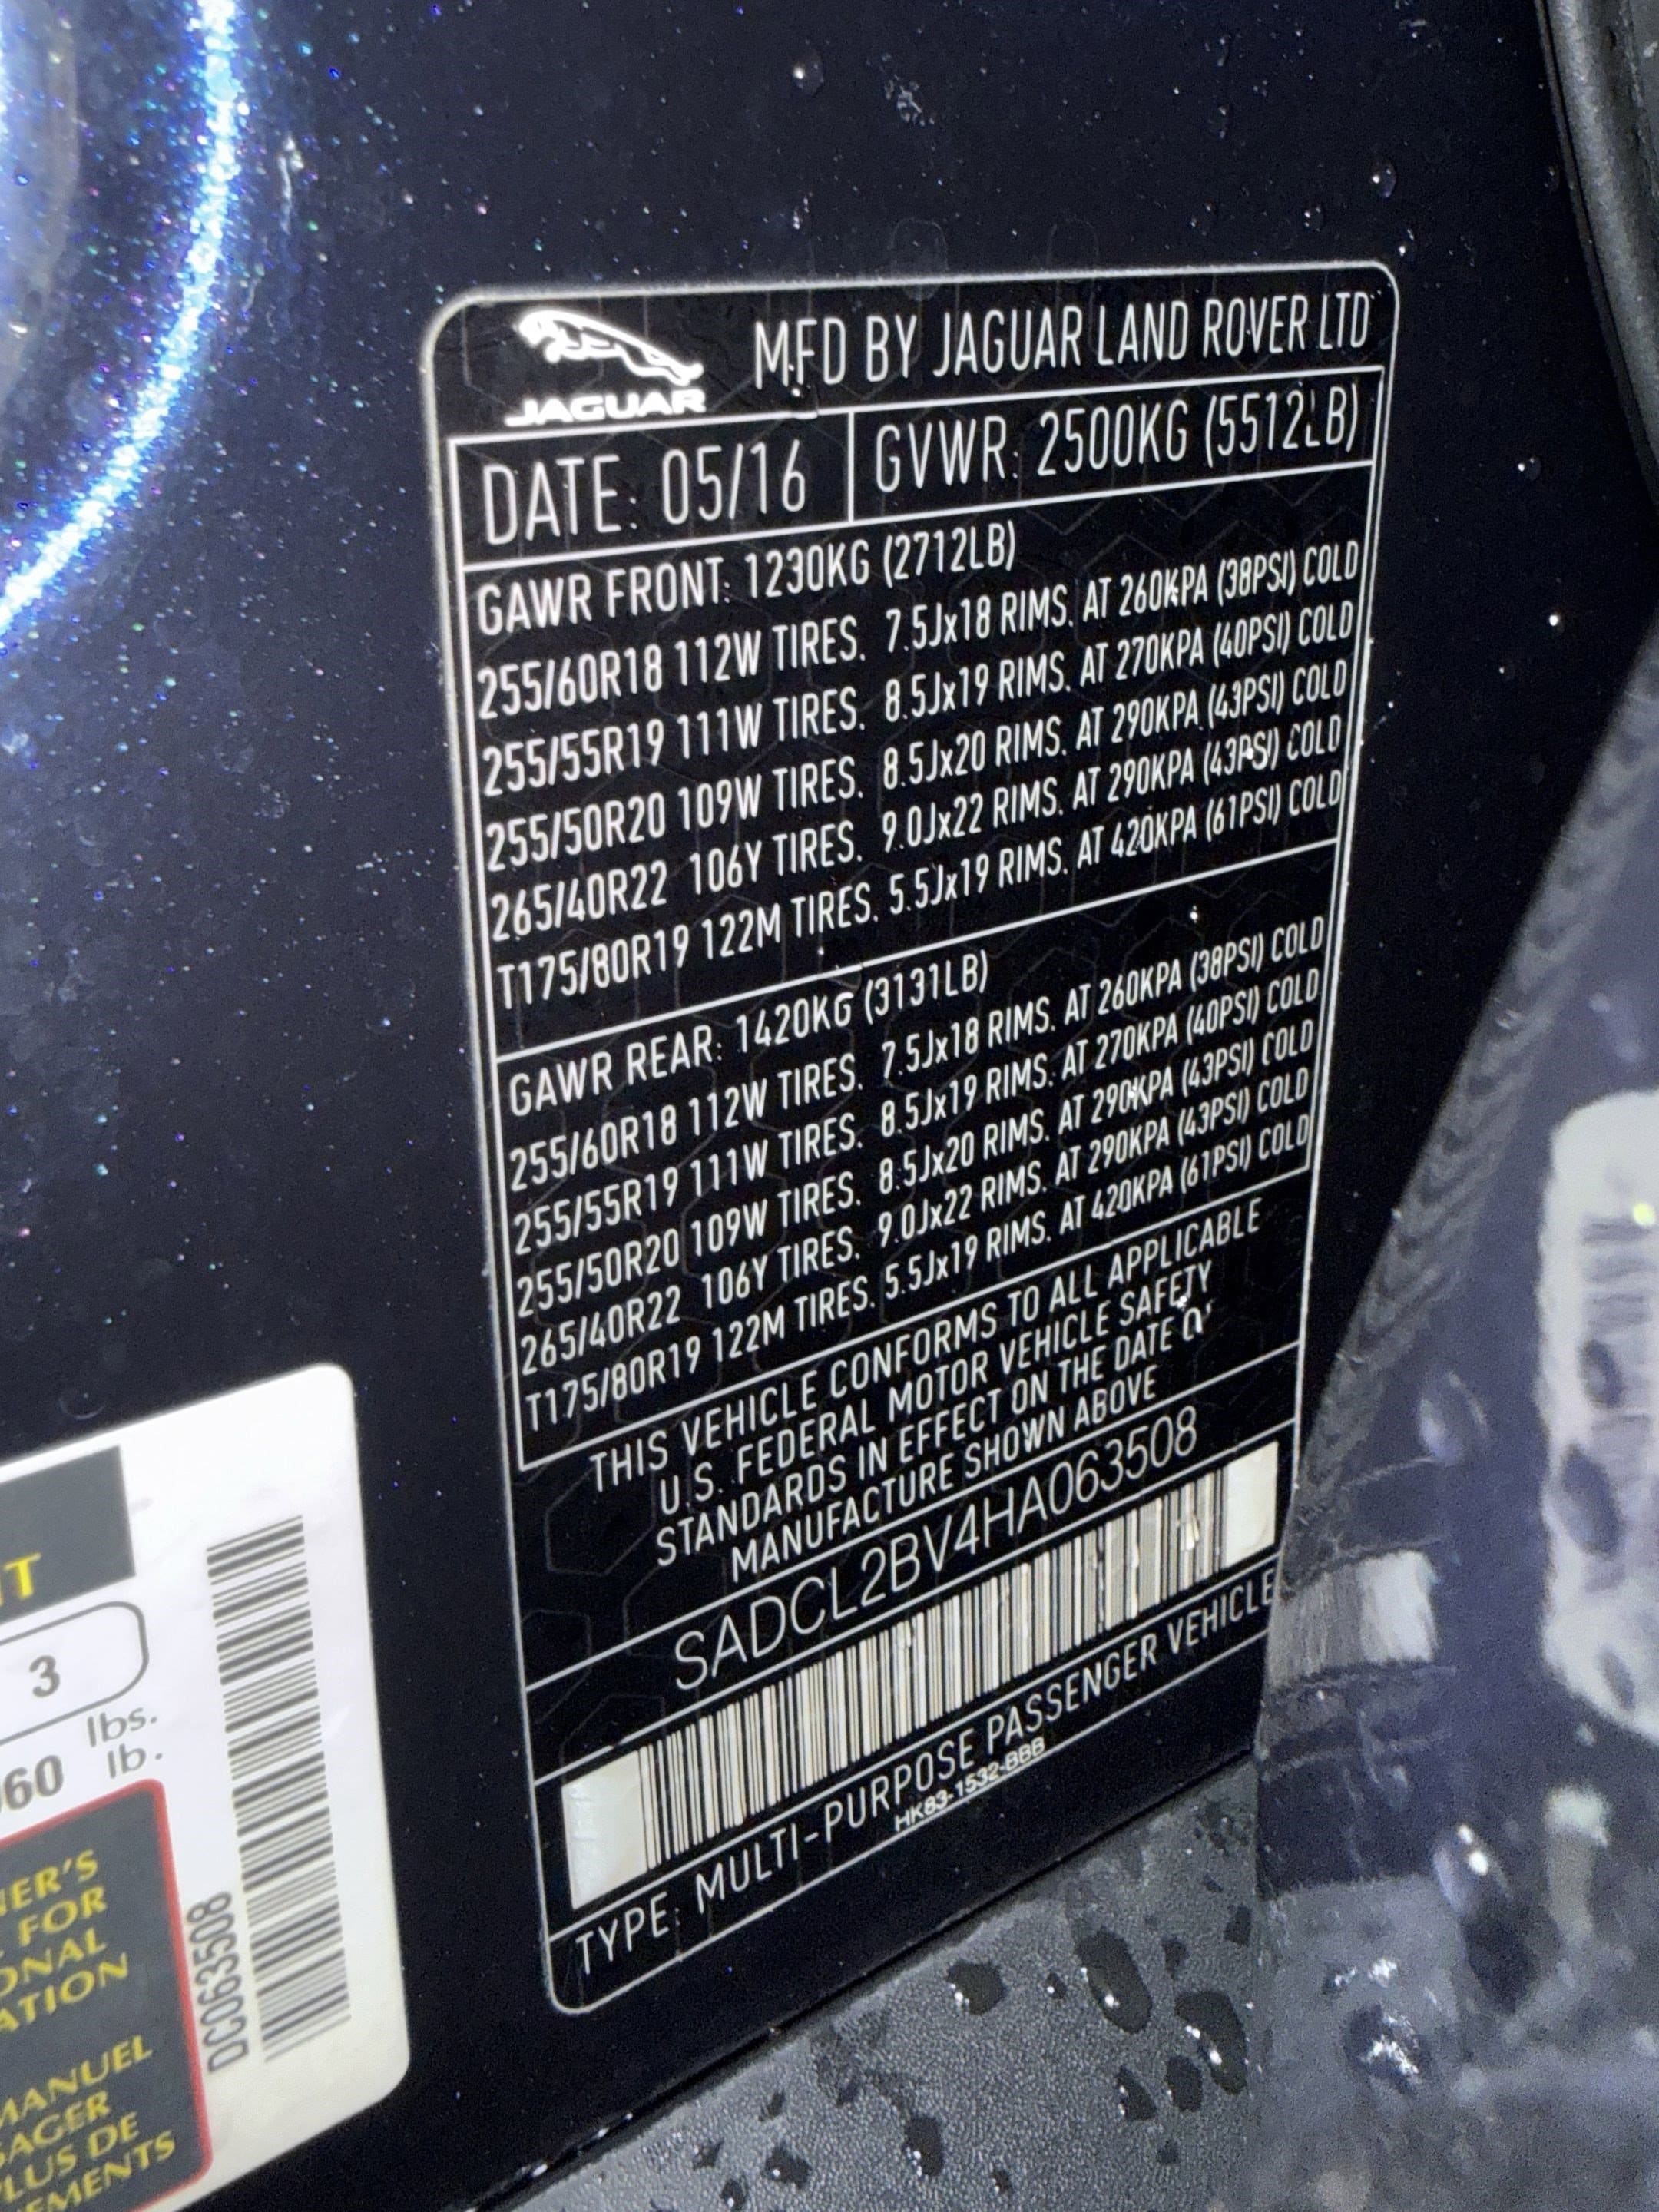 JAGUAR
MFD BY JAGUAR LAND ROVER LTD
DATE: 05/16
GVWR: 2500KG (5512LB)
GAWR FRONT: 1230KG (2712LB)
255/60R18 112W TIRES. 7.5Jx18 RIMS. AT 260KPA (38PSI) COLD
255/55R19 111W TIRES. 8.5Jx19 RIMS. AT 270KPA (40PSI) COLD
255/50R20 109W TIRES. 8.5Jx20 RIMS. AT 290KPA (43PSI) COLD
265/40R22 106Y TIRES. 9.0Jx22 RIMS. AT 290KPA (43PSI) COLD
T175/80R19 122M TIRES. 5.5Jx19 RIMS. AT 420KPA (61PSI) COLD
GAWR REAR: 1420KG (3131LB)
255/60R18 112W TIRES. 7.5Jx18 RIMS. AT 260KPA (38PSI) COLD
255/55R19 111W TIRES. 8.5Jx19 RIMS. AT 270KPA (40PSI) COLD
255/50R20 109W TIRES. 8.5Jx20 RIMS. AT 290KPA (43PSI) COLD
265/40R22 106Y TIRES. 9.0Jx22 RIMS. AT 290KPA (43PSI) COLD
T175/80R19 122M TIRES. 5.5Jx19 RIMS. AT 420KPA (61PSI) COLD
THIS VEHICLE CONFORMS TO ALL APPLICABLE
U.S. FEDERAL MOTOR VEHICLE SAFETY
STANDARDS IN EFFECT ON THE DATE OF
MANUFACTURE SHOWN ABOVE
SADCL2BV4HA063508
TYPE: MULTI-PURPOSE PASSENGER VEHICLE
HK83-1532-BBB
3
lbs.
lb.
FOR
MANUEL
PLUS DE
DC063508